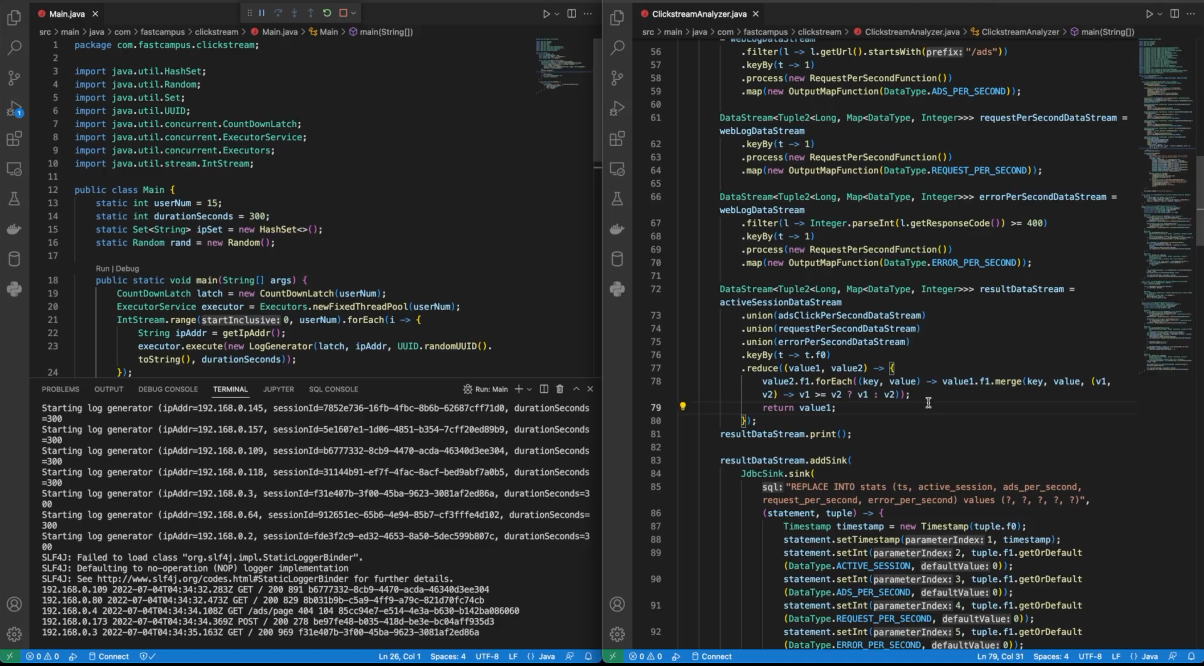 Main.java
src > main > java > com > fastcampus > clickstream > Main.java > Main > main(String[])
1 package com.fastcampus.clickstream;
2
3 import java.util.HashSet;
4 import java.util.Random;
5 import java.util.Set;
6 import java.util.UUID;
7 import java.util.concurrent.CountDownLatch;
8 import java.util.concurrent.ExecutorService;
9 import java.util.concurrent.Executors;
10 import java.util.stream.IntStream;
11
12 public class Main {
13 static int userNum = 15;
14 static int durationSeconds = 300;
15 static Set<String> ipSet = new HashSet<>();
16 static Random rand = new Random();
17
Run | Debug
18 public static void main(String[] args) {
19 CountDownLatch latch = new CountDownLatch(userNum);
20 ExecutorService executor = Executors.newFixedThreadPool(userNum);
21 IntStream.range(startInclusive: 0, userNum).forEach(i -> {
22 String ipAddr = getIpAddr();
23 executor.execute(new LogGenerator(latch, ipAddr, UUID.randomUUID().
toString(), durationSeconds));
24 });
PROBLEMS OUTPUT DEBUG CONSOLE TERMINAL JUPYTER SQL CONSOLE Run: Main
Starting log generator (ipAddr=192.168.0.145, sessionId=7852e736-16fb-4fbc-8b6b-62687cff71d0, durationSeconds
=300
Starting log generator (ipAddr=192.168.0.157, sessionId=5e1607e1-1d06-4885-b354-7cff20ed89b9, durationSeconds
=300
Starting log generator (ipAddr=192.168.0.109, sessionId=b6777332-8cb9-4470-acda-46340d3ee304, durationSeconds
=300
Starting log generator (ipAddr=192.168.0.118, sessionId=31144b91-ef7f-4fac-8acf-bed9abf7a0b5, durationSeconds
=300
Starting log generator (ipAddr=192.168.0.3, sessionId=f31e407b-3f00-45ba-9623-3081af2ed86a, durationSeconds=3
00
Starting log generator (ipAddr=192.168.0.64, sessionId=912651ec-65b6-4e94-85b7-cf3fffe4d102, durationSeconds=
300
Starting log generator (ipAddr=192.168.0.2, sessionId=fde3f2c9-ed32-4653-8a50-5dec599b807c, durationSeconds=3
00
SLF4J: Failed to load class "org.slf4j.impl.StaticLoggerBinder".
SLF4J: Defaulting to no-operation (NOP) logger implementation
SLF4J: See http://www.slf4j.org/codes.html#StaticLoggerBinder for further details.
192.168.0.109 2022-07-04T04:34:32.283Z GET / 200 891 b6777332-8cb9-4470-acda-46340d3ee304
192.168.0.80 2022-07-04T04:34:32.473Z GET / 200 829 8b031b9b-c5a9-4ff9-a79c-821d70fc74cb
192.168.0.4 2022-07-04T04:34:34.108Z GET /ads/page 404 104 85cc94e7-e514-4e3a-b630-b142ba086060
192.168.0.173 2022-07-04T04:34:34.369Z POST / 200 278 be97fe48-b035-418d-be3e-bc04aff935d3
192.168.0.3 2022-07-04T04:34:35.163Z GET / 200 969 f31e407b-3f00-45ba-9623-3081af2ed86a
0 0 Connect Ln 26, Col 1 Spaces: 4 UTF-8 LF {} Java
ClickstreamAnalyzer.java
src > main > java > com > fastcampus > clickstream > ClickstreamAnalyzer.java > ClickstreamAnalyzer > main(String[])
= webLogDataStream
56 .filter(l -> l.getUrl().startsWith(prefix: "/ads"))
57 .keyBy(t -> 1)
58 .process(new RequestPerSecondFunction())
59 .map(new OutputMapFunction(DataType.ADS_PER_SECOND));
60
61 DataStream<Tuple2<Long, Map<DataType, Integer>>> requestPerSecondDataStream =
webLogDataStream
62 .keyBy(t -> 1)
63 .process(new RequestPerSecondFunction())
64 .map(new OutputMapFunction(DataType.REQUEST_PER_SECOND));
65
66 DataStream<Tuple2<Long, Map<DataType, Integer>>> errorPerSecondDataStream =
webLogDataStream
67 .filter(l -> Integer.parseInt(l.getResponseCode()) >= 400)
68 .keyBy(t -> 1)
69 .process(new RequestPerSecondFunction())
70 .map(new OutputMapFunction(DataType.ERROR_PER_SECOND));
71
72 DataStream<Tuple2<Long, Map<DataType, Integer>>> resultDataStream =
activeSessionDataStream
73 .union(adsClickPerSecondDataStream)
74 .union(requestPerSecondDataStream)
75 .union(errorPerSecondDataStream)
76 .keyBy(t -> t.f0)
77 .reduce((value1, value2) -> {
78 value2.f1.forEach((key, value) -> value1.f1.merge(key, value, (v1,
v2) -> v1 >= v2 ? v1 : v2));
79 return value1;
80 });
81 resultDataStream.print();
82
83 resultDataStream.addSink(
84 JdbcSink.sink(
85 sql: "REPLACE INTO stats (ts, active_session, ads_per_second,
request_per_second, error_per_second) values (?, ?, ?, ?, ?)",
86 (statement, tuple) -> {
87 Timestamp timestamp = new Timestamp(tuple.f0);
88 statement.setTimestamp(parameterIndex: 1, timestamp);
89 statement.setInt(parameterIndex: 2, tuple.f1.getOrDefault
(DataType.ACTIVE_SESSION, defaultValue: 0));
90 statement.setInt(parameterIndex: 3, tuple.f1.getOrDefault
(DataType.ADS_PER_SECOND, defaultValue: 0));
91 statement.setInt(parameterIndex: 4, tuple.f1.getOrDefault
(DataType.REQUEST_PER_SECOND, defaultValue: 0));
92 statement.setInt(parameterIndex: 5, tuple.f1.getOrDefault
(DataType.ERROR_PER_SECOND, defaultValue: 0));
0 0 Connect Ln 79, Col 31 Spaces: 4 UTF-8 LF {} Java